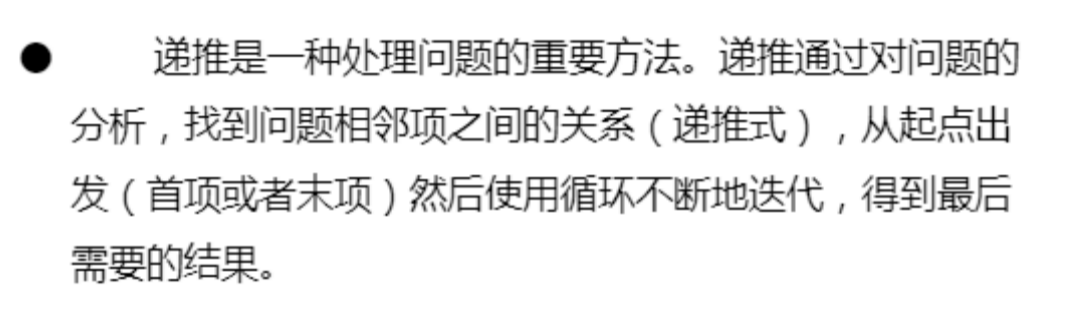 ● 递推是一种处理问题的重要方法。递推通过对问题的
分析，找到问题相邻项之间的关系（递推式），从起点出
发（首项或者末项）然后使用循环不断地迭代，得到最后
需要的结果。